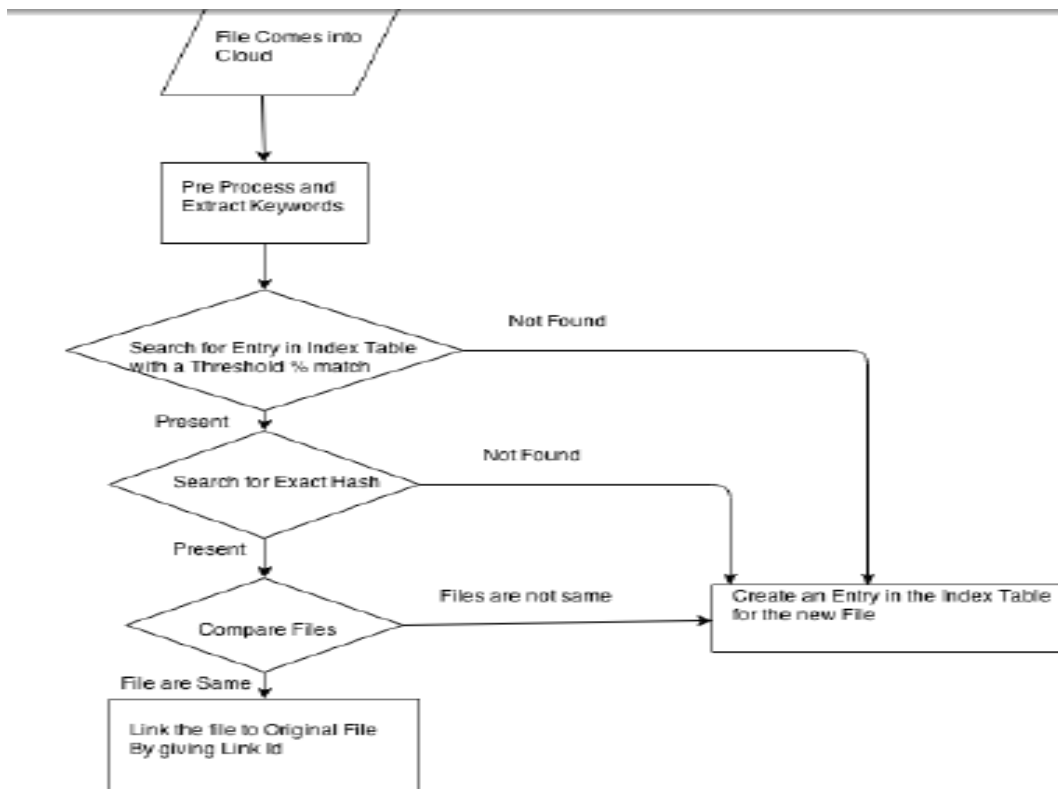 File Comes into
Cloud
Pre Process and
Extract Keywords
Not Found
Search for Entry in Index Table
with a Threshold % match
Present
Not Found
Search for Exact Hash
Present
Files are not same
Create an Entry in the Index Table
for the new File
Compare Files
File are Same
Link the file to Original File
By giving Link Id